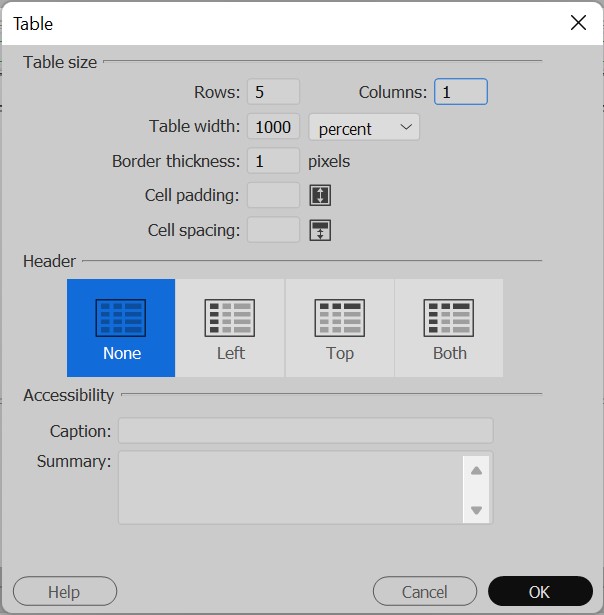 Table
Table size
Rows: 5 Columns: 1
Table width: 1000 percent
Border thickness: 1 pixels
Cell padding:
Cell spacing:
Header
None Left Top Both
Accessibility
Caption:
Summary:
Help Cancel OK